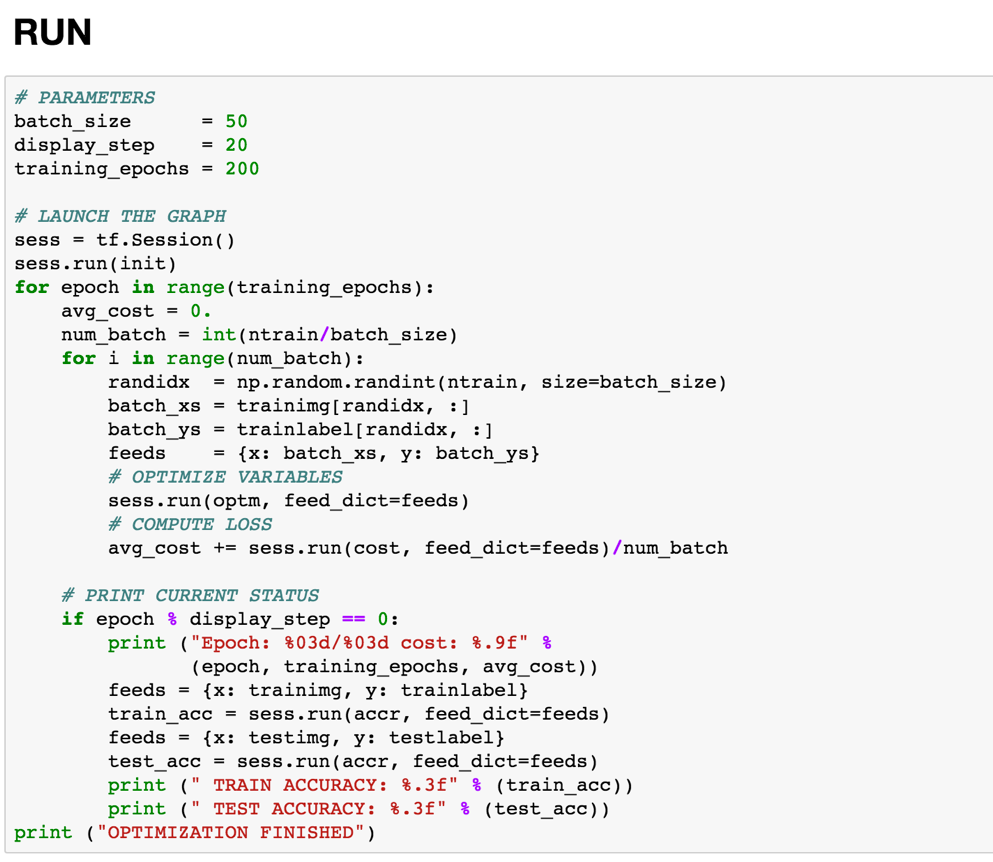 RUN
# PARAMETERS
batch_size      = 50
display_step    = 20
training_epochs = 200

# LAUNCH THE GRAPH
sess = tf.Session()
sess.run(init)
for epoch in range(training_epochs):
    avg_cost = 0.
    num_batch = int(ntrain/batch_size)
    for i in range(num_batch):
        randidx  = np.random.randint(ntrain, size=batch_size)
        batch_xs = trainimg[randidx, :]
        batch_ys = trainlabel[randidx, :]
        feeds    = {x: batch_xs, y: batch_ys}
        # OPTIMIZE VARIABLES
        sess.run(optm, feed_dict=feeds)
        # COMPUTE LOSS
        avg_cost += sess.run(cost, feed_dict=feeds)/num_batch

    # PRINT CURRENT STATUS
    if epoch % display_step == 0:
        print ("Epoch: %03d/%03d cost: %.9f" %
               (epoch, training_epochs, avg_cost))
        feeds = {x: trainimg, y: trainlabel}
        train_acc = sess.run(accr, feed_dict=feeds)
        feeds = {x: testimg, y: testlabel}
        test_acc = sess.run(accr, feed_dict=feeds)
        print (" TRAIN ACCURACY: %.3f" % (train_acc))
        print (" TEST ACCURACY: %.3f" % (test_acc))
print ("OPTIMIZATION FINISHED")